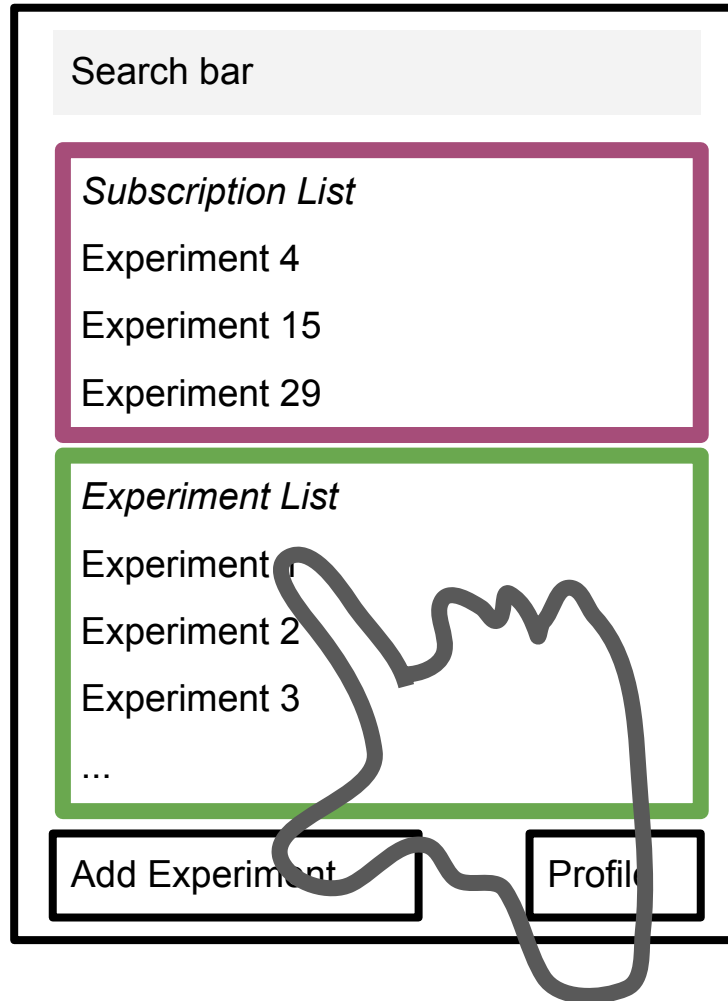 Search bar
Subscription List
Experiment 4
Experiment 15
Experiment 29
Experiment List
Experiment 1
Experiment 2
Experiment 3
...
Add Experiment
Profile